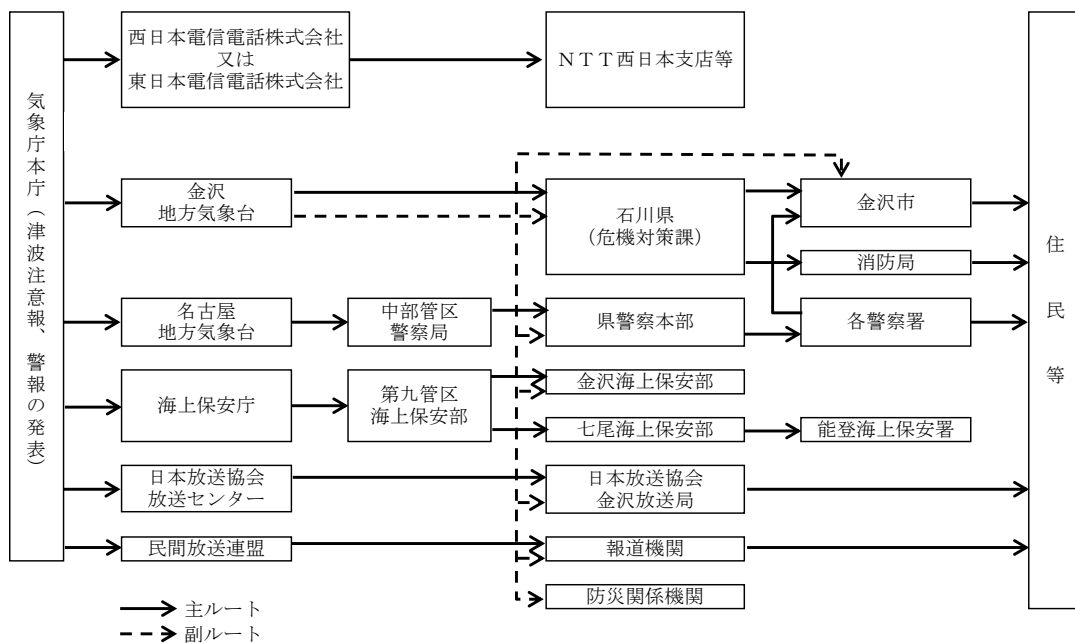 気象庁本庁（津波注意報、警報の発表）
西日本電信電話株式会社
又は
東日本電信電話株式会社
ＮＴＴ西日本支店等
金沢
地方気象台
石川県
（危機対策課）
金沢市
消防局
名古屋
地方気象台
中部管区
警察局
県警察本部
各警察署
海上保安庁
第九管区
海上保安部
金沢海上保安部
七尾海上保安部
能登海上保安署
日本放送協会
放送センター
日本放送協会
金沢放送局
民間放送連盟
報道機関
防災関係機関
住民等
主ルート
副ルート